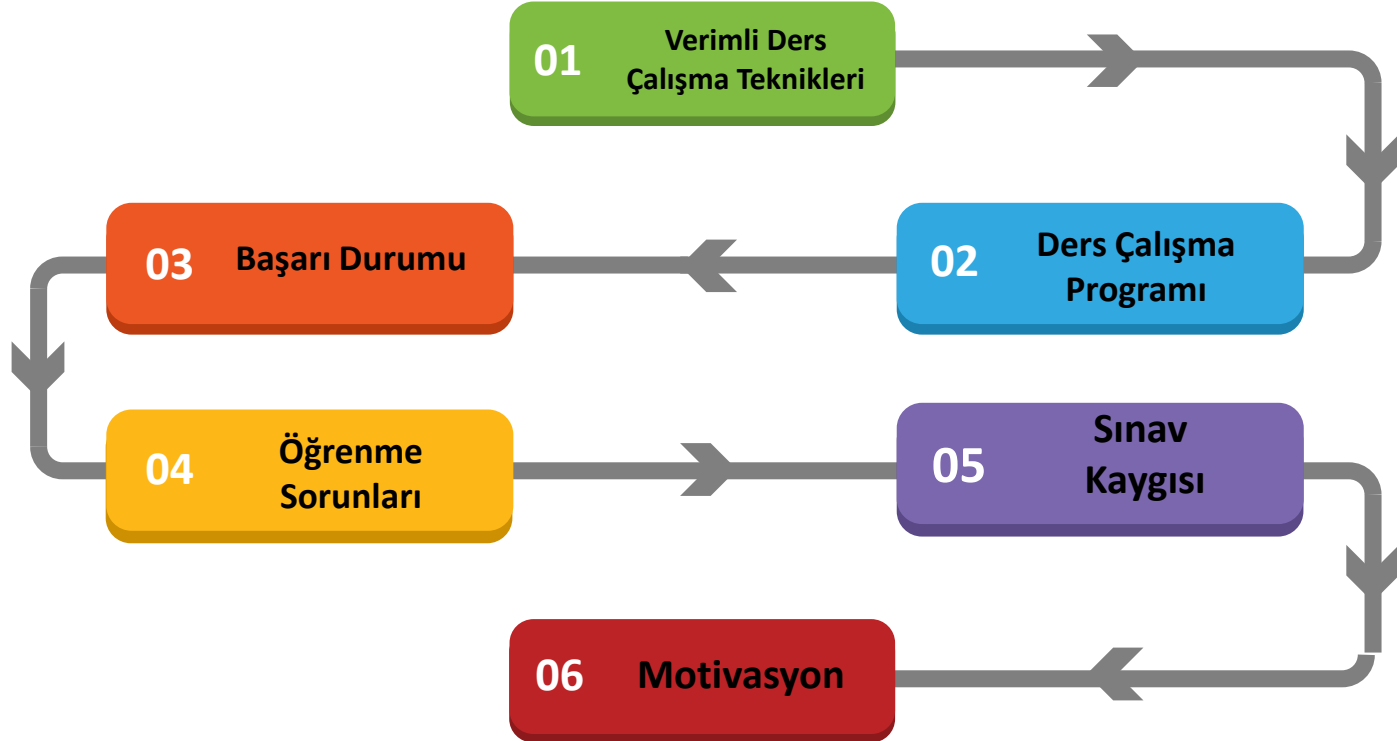 01
Verimli Ders
Çalışma Teknikleri
02
Ders Çalışma
Programı
03
Başarı Durumu
04
Öğrenme
Sorunları
05
Sınav
Kaygısı
06
Motivasyon